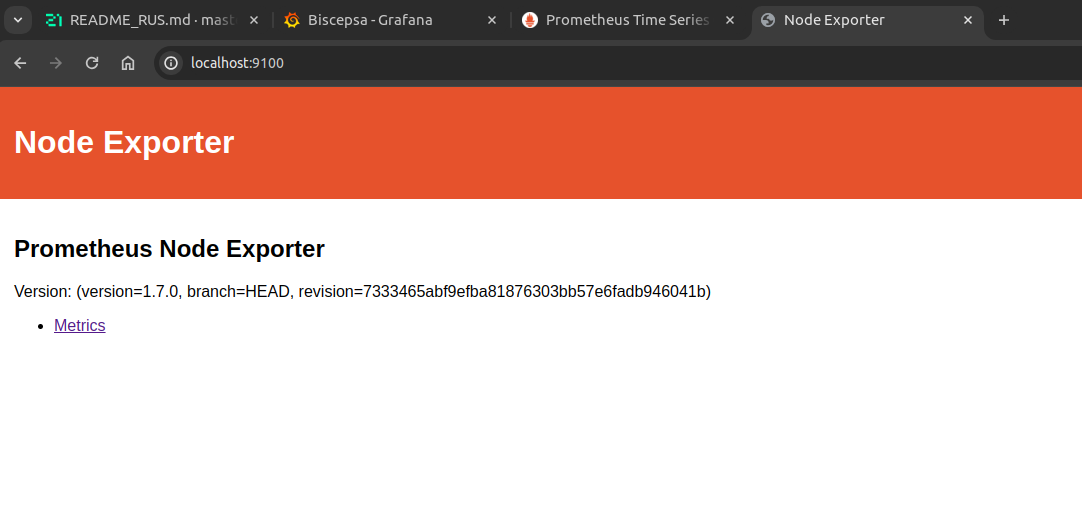 README_RUS.md · mast
Biscepsa - Grafana
Prometheus Time Series
Node Exporter
localhost:9100
Node Exporter
Prometheus Node Exporter
Version: (version=1.7.0, branch=HEAD, revision=7333465abf9efba81876303bb57e6fadb946041b)
Metrics